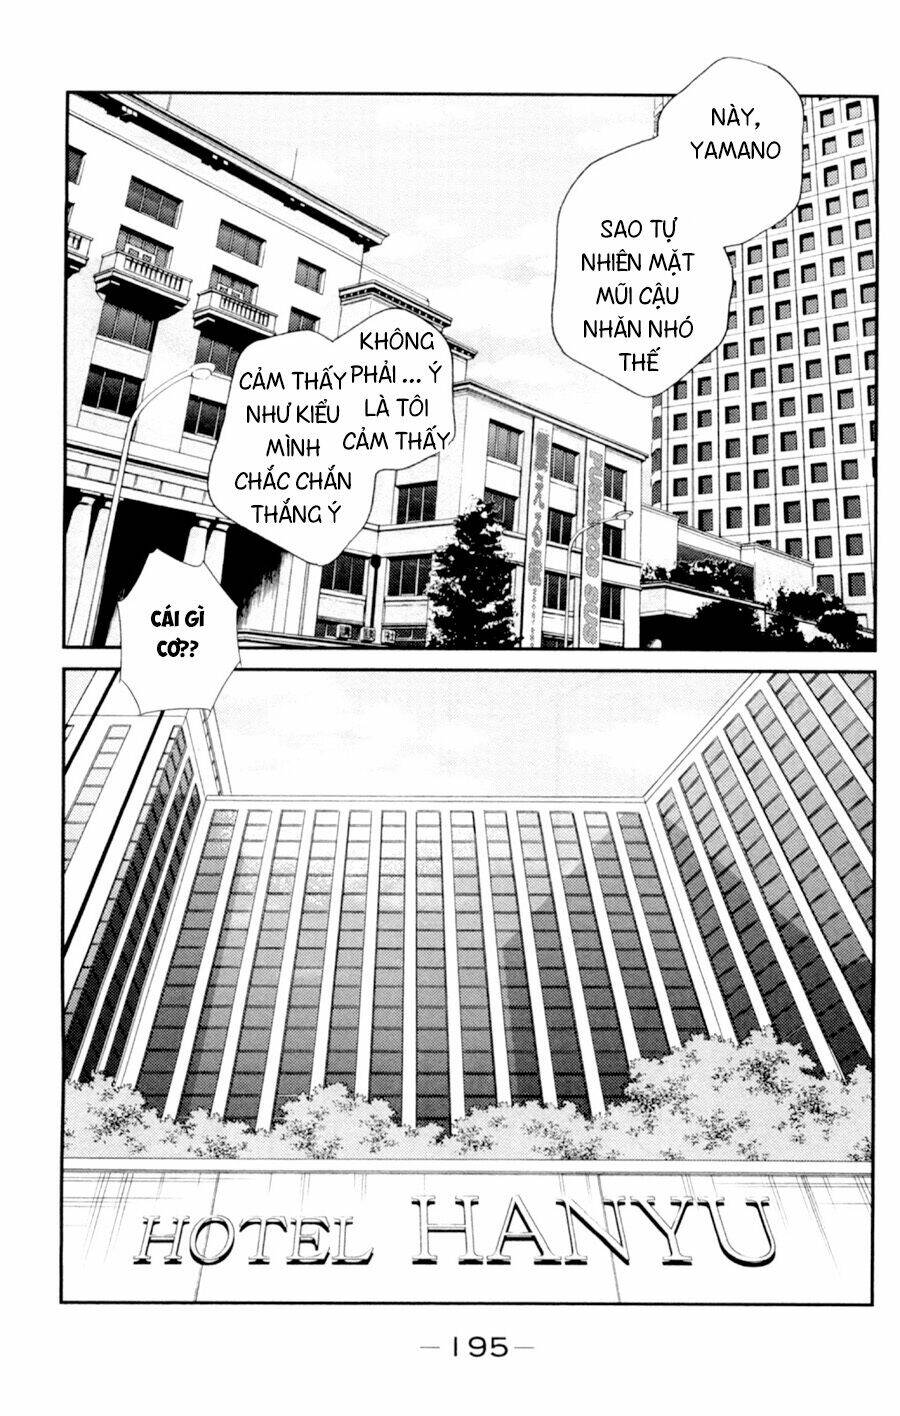 NÀY,
YAMANO
SAO TỰ
NHIÊN MẶT
MŨI CẬU
NHĂN NHÓ
THẾ
KHÔNG
PHẢI ... Ý
LÀ TÔI
CẢM THẤY
CẢM THẤY
NHƯ KIỂU
MÌNH
CHẮC CHẮN
THẮNG Ý
CÁI GÌ
CƠ??
HOTEL HANYU
— 195 —